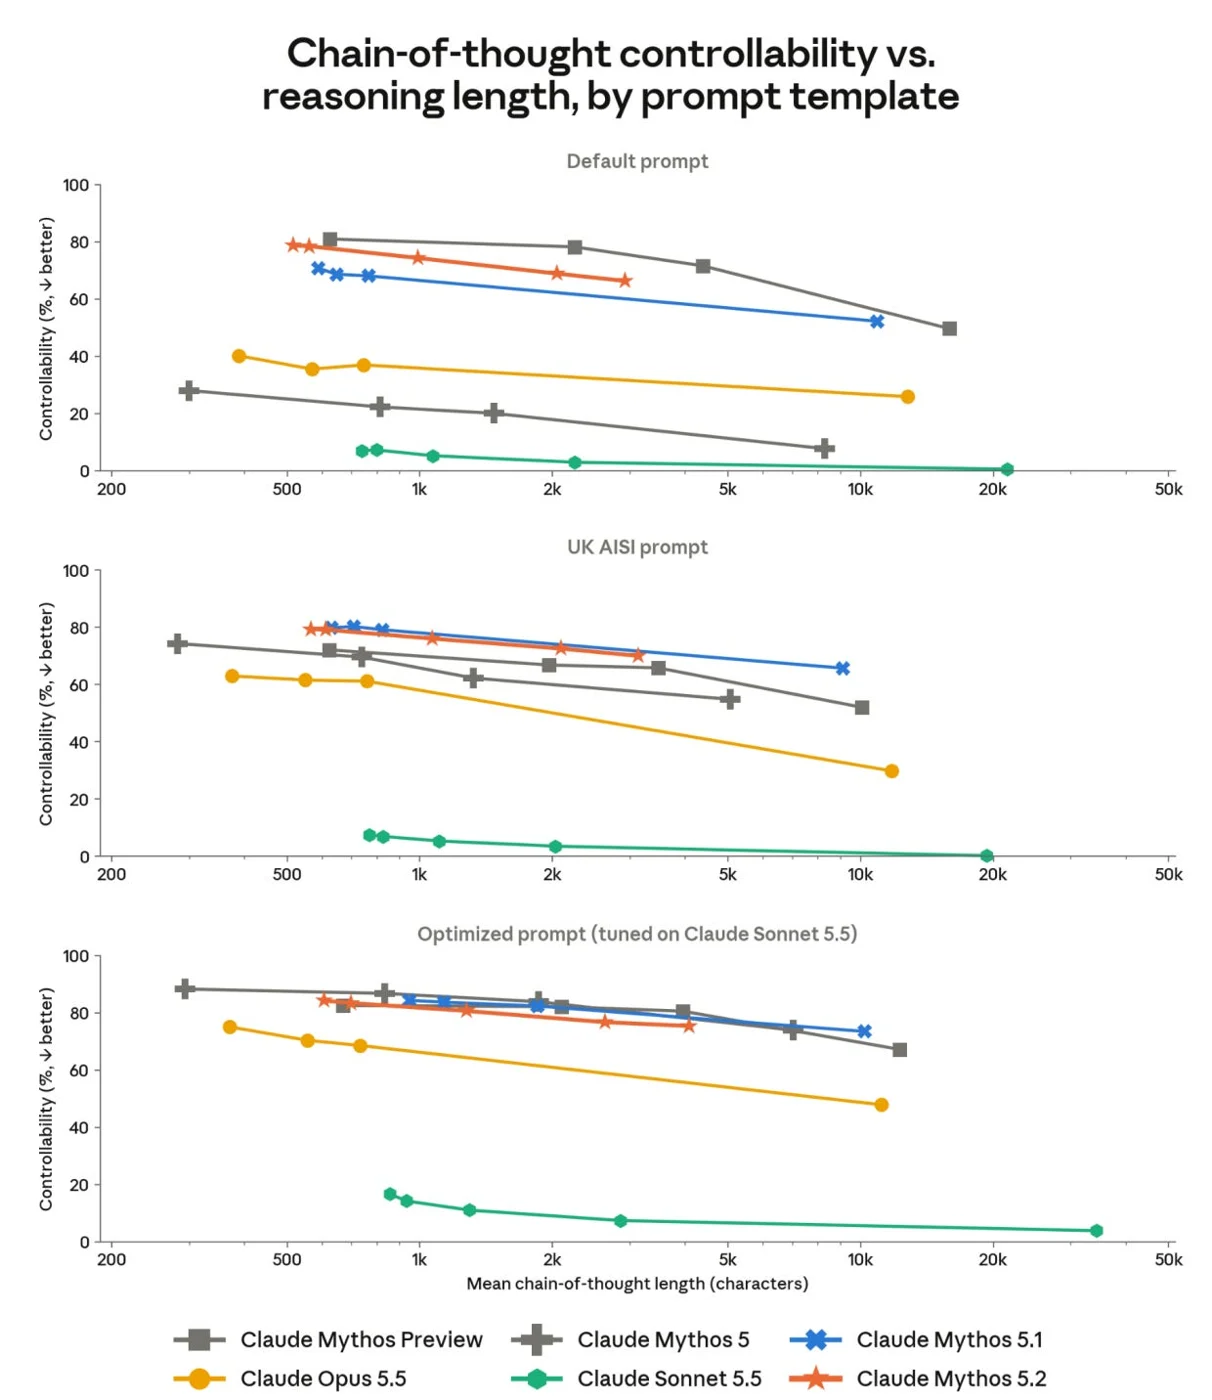 Chain-of-thought controllability vs.
reasoning length, by prompt template
Default prompt
Controllability (%, ↓ better)
100
80
60
40
20
0
200 500 1k 2k 5k 10k 20k 50k
UK AISI prompt
Controllability (%, ↓ better)
100
80
60
40
20
0
200 500 1k 2k 5k 10k 20k 50k
Optimized prompt (tuned on Claude Sonnet 5.5)
Controllability (%, ↓ better)
100
80
60
40
20
0
200 500 1k 2k 5k 10k 20k 50k
Mean chain-of-thought length (characters)
Claude Mythos Preview Claude Mythos 5 Claude Mythos 5.1
Claude Opus 5.5 Claude Sonnet 5.5 Claude Mythos 5.2